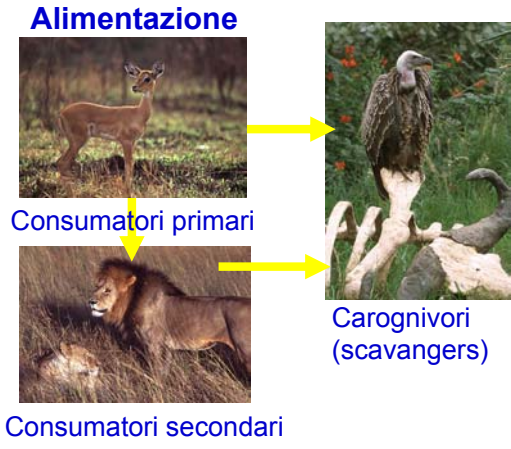 Alimentazione
Consumatori primari
Carognivori
(scavangers)
Consumatori secondari